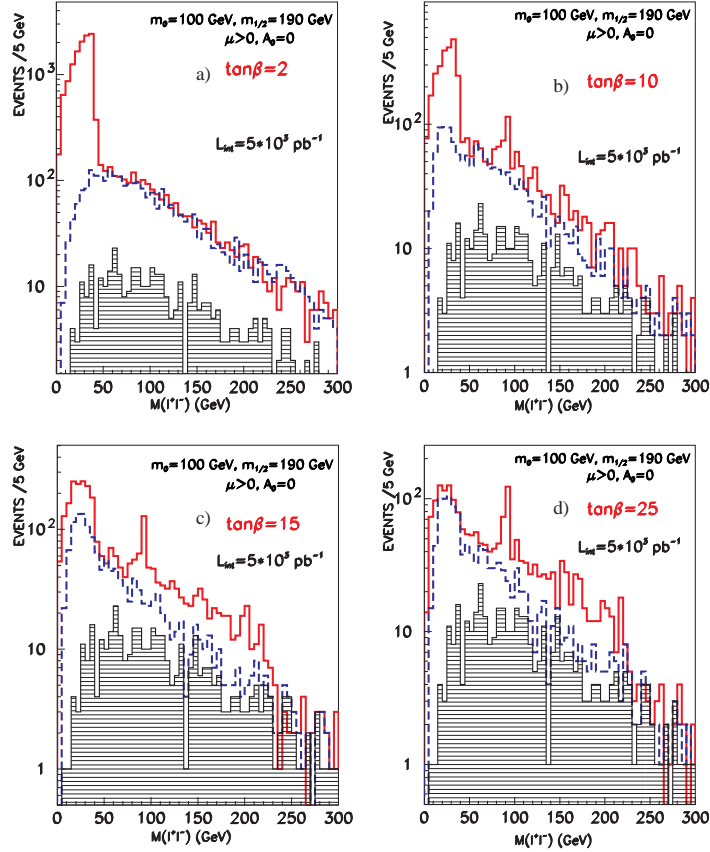 m₀=100 GeV, m₁/₂=190 GeV
μ>0, A₀=0
a)
tanβ=2
L_int=5*10³ pb⁻¹
EVENTS /5 GeV
10³
10²
10
0 50 100 150 200 250 300
M(l⁺l⁻) (GeV)
m₀=100 GeV, m₁/₂=190 GeV
μ>0, A₀=0
b)
tanβ=10
L_int=5*10³ pb⁻¹
EVENTS /5 GeV
10²
10
1
0 50 100 150 200 250 300
M(l⁺l⁻) (GeV)
m₀=100 GeV, m₁/₂=190 GeV
μ>0, A₀=0
c)
tanβ=15
L_int=5*10³ pb⁻¹
EVENTS /5 GeV
10²
10
1
0 50 100 150 200 250 300
M(l⁺l⁻) (GeV)
m₀=100 GeV, m₁/₂=190 GeV
μ>0, A₀=0
d)
tanβ=25
L_int=5*10³ pb⁻¹
EVENTS /5 GeV
10²
10
1
0 50 100 150 200 250 300
M(l⁺l⁻) (GeV)